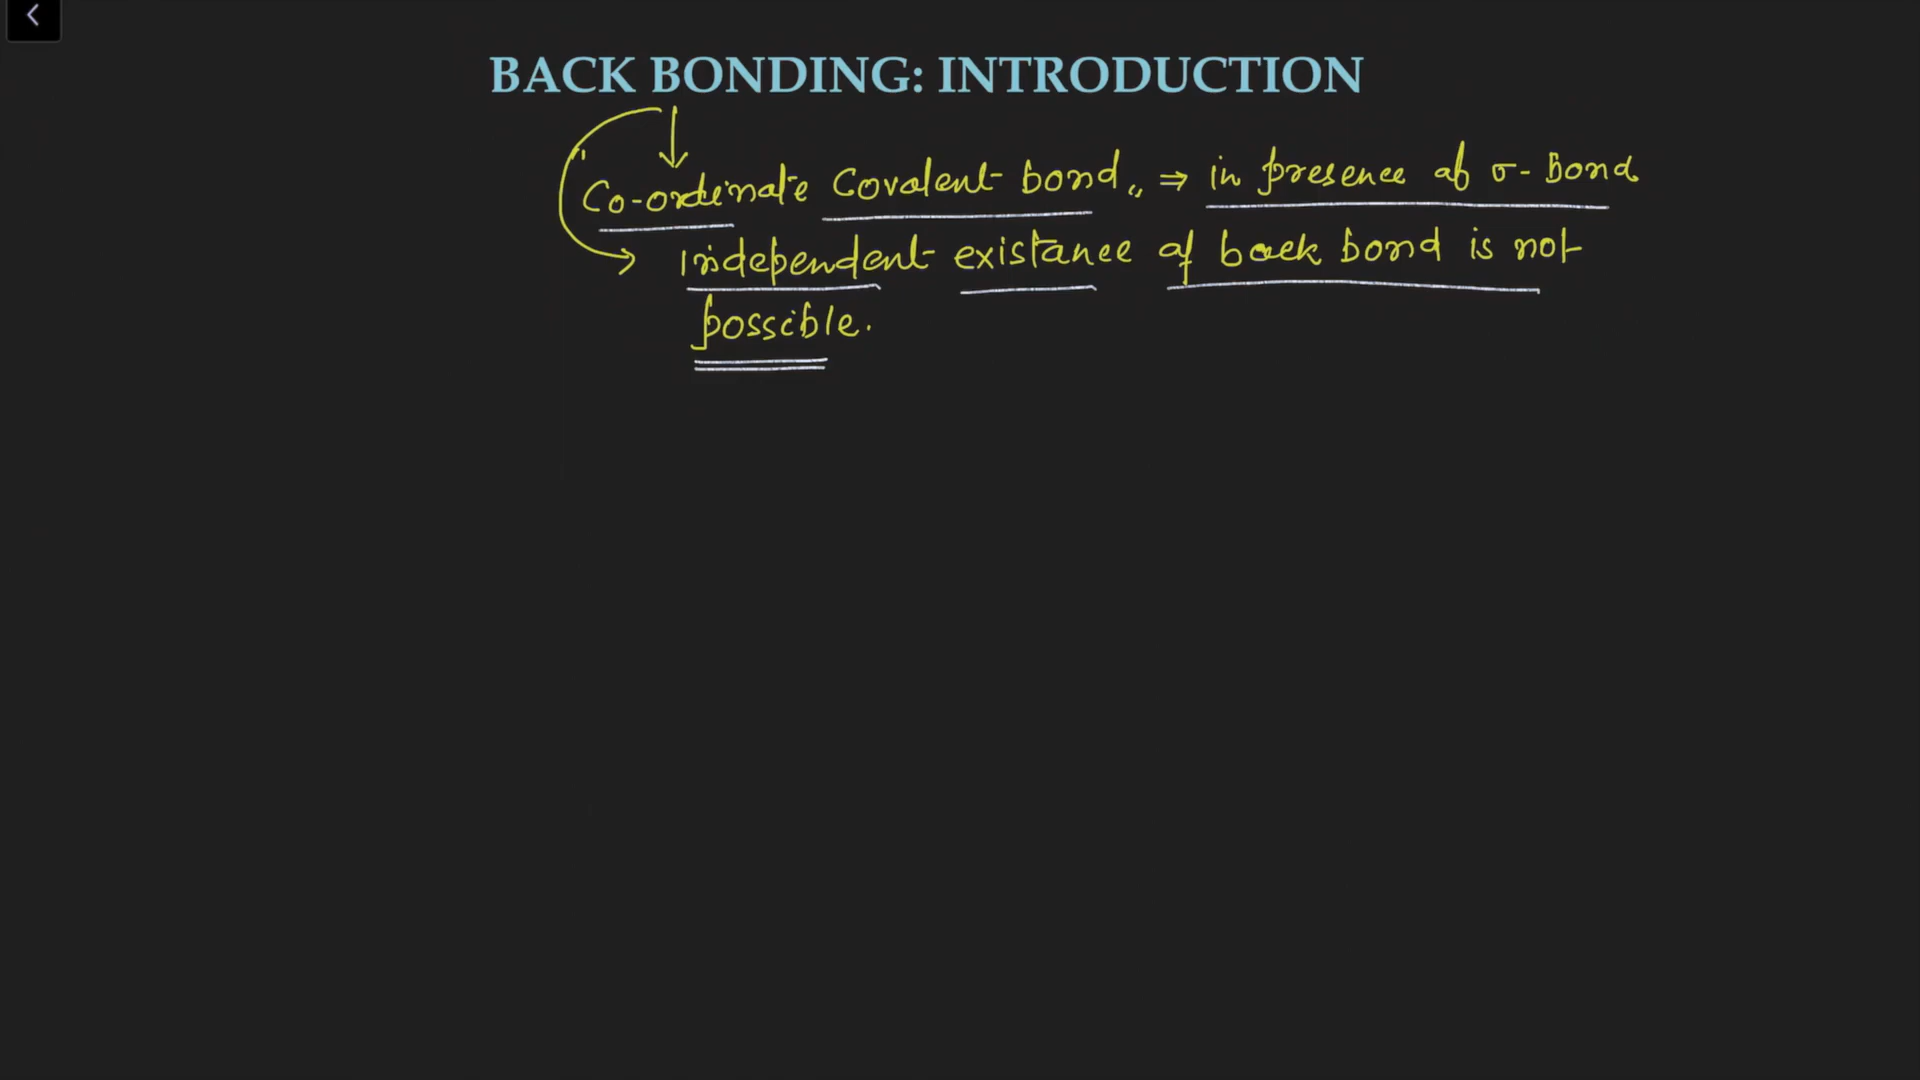 BACK BONDING: INTRODUCTION
"Co-ordinate Covalent bond„ ⇒ in presence of σ-Bond
Independent existance of back bond is not
possible.